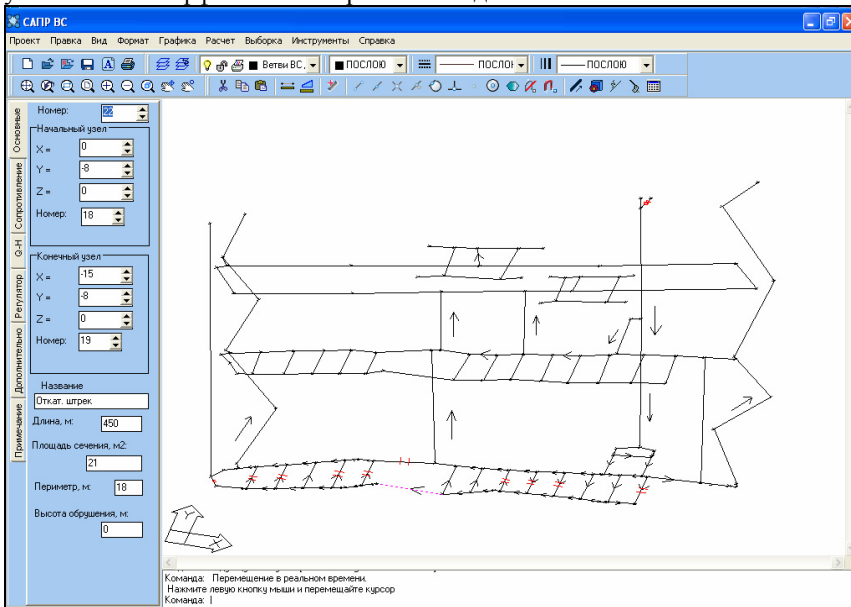 САПР ВС
Проект Правка Вид Формат Графика Расчет Выборка Инструменты Справка
Ветви ВС, ПОСЛОЮ ПОСЛОЮ ПОСЛОЮ
Основные
Сопротивление
Q-H
Регулятор
Дополнительно
Примечание
Номер: 22
Начальный узел
X = 0
Y = -8
Z = 0
Номер: 18
Конечный узел
X = -15
Y = -8
Z = 0
Номер: 19
Название
Откат. штрек
Длина, м: 450
Площадь сечения, м2:
21
Периметр, м: 18
Высота обрушения, м:
0
Y
X
Команда: Перемещение в реальном времени.
Нажмите левую кнопку мыши и перемещайте курсор
Команда: